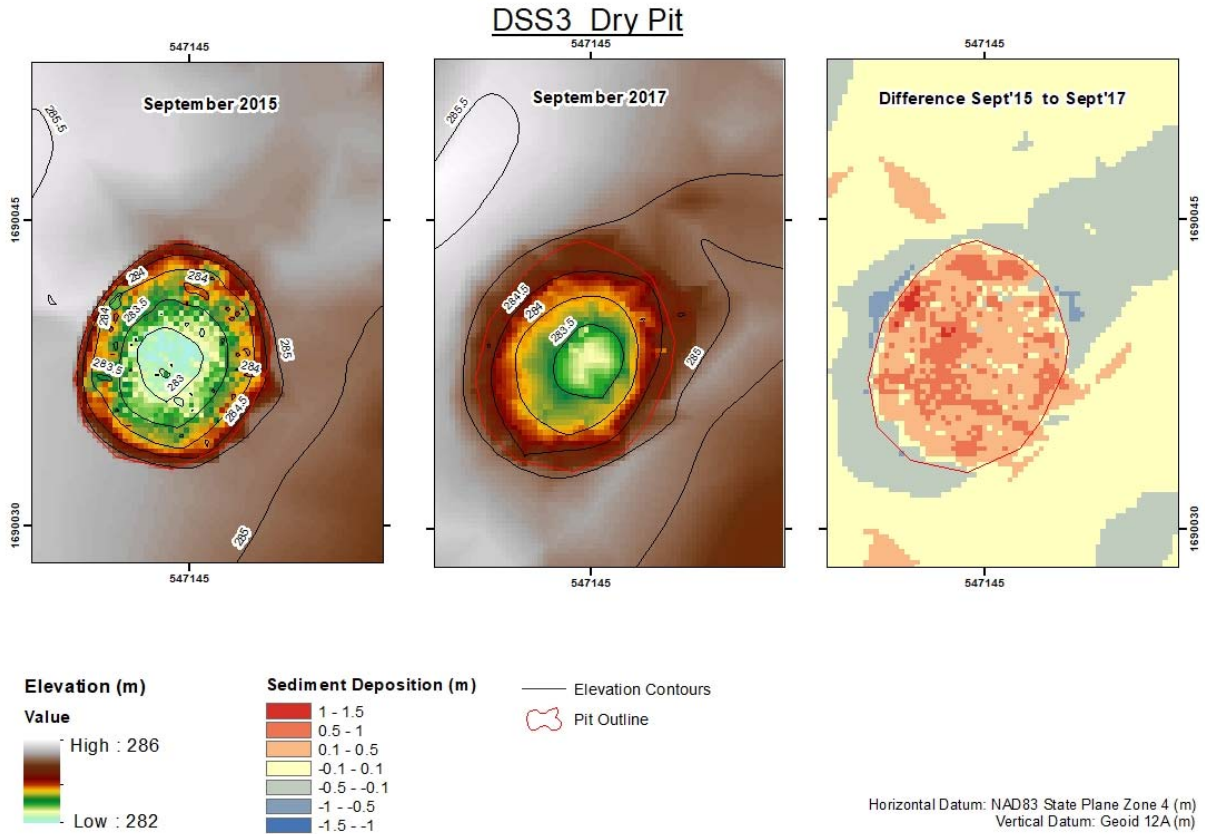 DSS3 Dry Pit
547145
547145
547145
September 2015
September 2017
Difference Sept'15 to Sept'17
1690045
1690045
1690045
1690030
1690030
1690030
285.5
284
284
284
283.5
283.5
283
284
284.5
285
285
285.5
284.5
284
283.5
285
547145
547145
547145
Elevation (m)
Value
High : 286
Low : 282
Sediment Deposition (m)
1 - 1.5
0.5 - 1
0.1 - 0.5
-0.1 - 0.1
-0.5 - -0.1
-1 - -0.5
-1.5 - -1
Elevation Contours
Pit Outline
Horizontal Datum: NAD83 State Plane Zone 4 (m)
Vertical Datum: Geoid 12A (m)